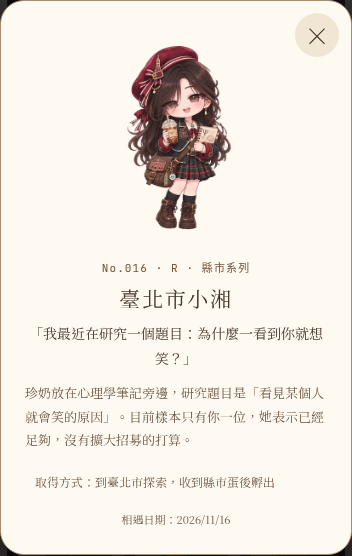 No.016 · R · 縣市系列
臺北市小湘
「我最近在研究一個題目：為什麼一看到你就想
笑？」
珍奶放在心理學筆記旁邊，研究題目是「看見某個人
就會笑的原因」。目前樣本只有你一位，她表示已經
足夠，沒有擴大招募的打算。
取得方式：到臺北市探索，收到縣市蛋後孵出
相遇日期：2026/11/16